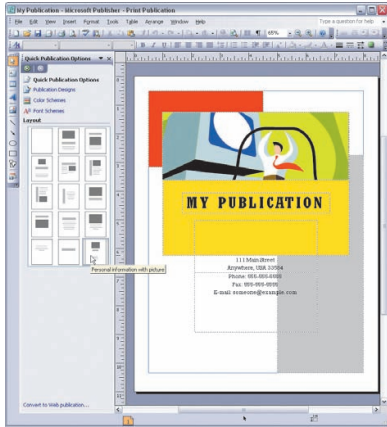 My Publication - Microsoft Publisher - Print Publication
File Edit View Insert Format Tools Table Arrange Window Help
Type a question for help
65%
Quick Publication Options
Quick Publication Options
Publication Designs
Color Schemes
Font Schemes
Layout
Personal information with picture
Convert to Web publication...
MY PUBLICATION
111 Main Street
Anywhere, USA
Phone: 555-555-5555
Fax: 555-555-5555
E-mail: someone@example.com
1